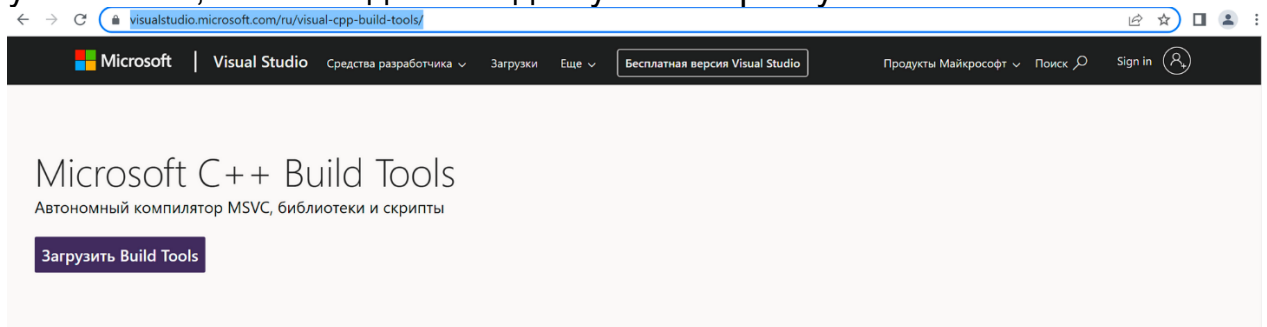 visualstudio.microsoft.com/ru/visual-cpp-build-tools/
Microsoft | Visual Studio Средства разработчика Загрузки Еще Бесплатная версия Visual Studio Продукты Майкрософт Поиск Sign in
Microsoft C++ Build Tools
Автономный компилятор MSVC, библиотеки и скрипты
Загрузить Build Tools